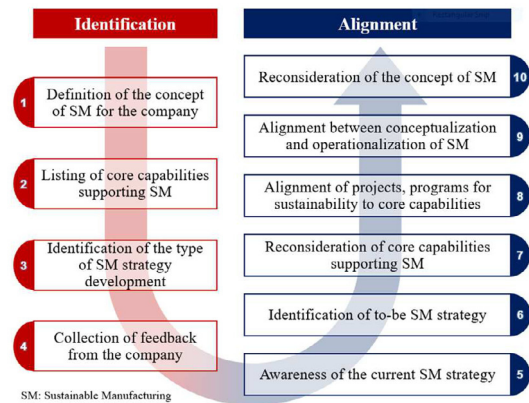 Identification
1
Definition of the concept
of SM for the company
2
Listing of core capabilities
supporting SM
3
Identification of the type
of SM strategy
development
4
Collection of feedback
from the company
SM: Sustainable Manufacturing
Alignment
Reconsideration of the concept of SM
10
Alignment between conceptualization
and operationalization of SM
9
Alignment of projects, programs for
sustainability to core capabilities
8
Reconsideration of core capabilities
supporting SM
7
Identification of to-be SM strategy
6
Awareness of the current SM strategy
5